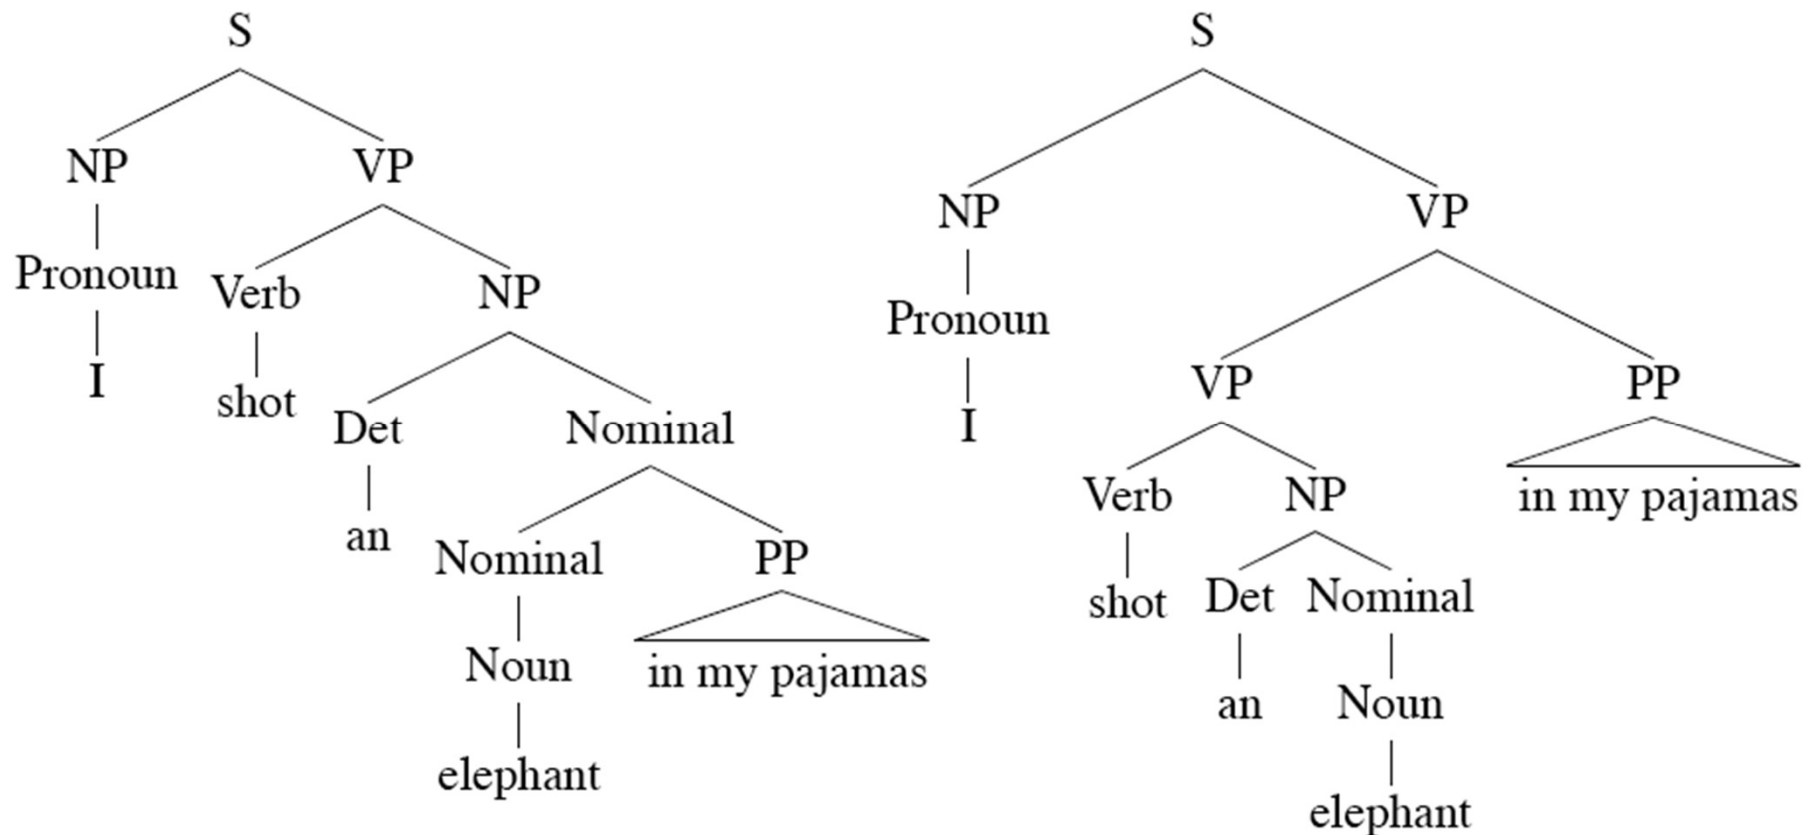 S
NP VP
Pronoun Verb NP
I shot Det Nominal
an Nominal PP
Noun in my pajamas
elephant
S
NP VP
Pronoun VP PP
I Verb NP in my pajamas
shot Det Nominal
an Noun
elephant